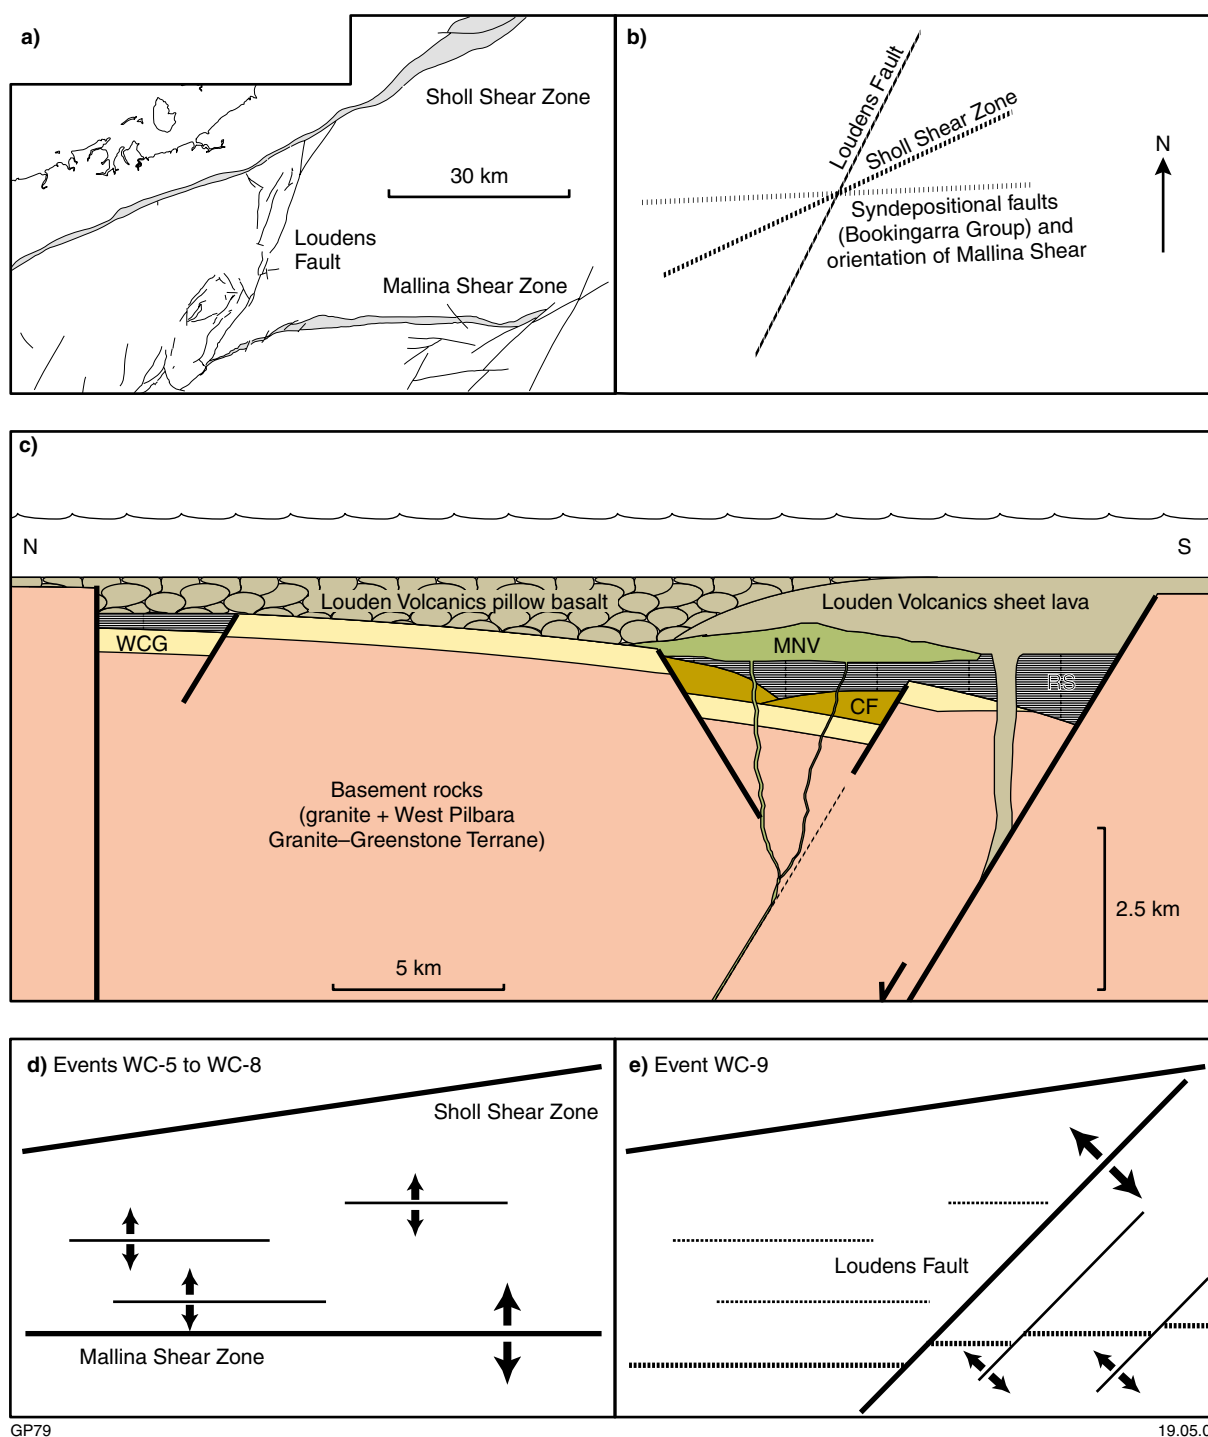 a)
Sholl Shear Zone
30 km
Loudens
Fault
Mallina Shear Zone
b)
Loudens Fault
Sholl Shear Zone
N
Syndepositional faults
(Bookingarra Group) and
orientation of Mallina Shear
c)
N
S
Louden Volcanics pillow basalt
Louden Volcanics sheet lava
WCG
MNV
RS
CF
Basement rocks
(granite + West Pilbara
Granite–Greenstone Terrane)
2.5 km
5 km
d) Events WC-5 to WC-8
Sholl Shear Zone
Mallina Shear Zone
e) Event WC-9
Loudens Fault
GP79
19.05.0